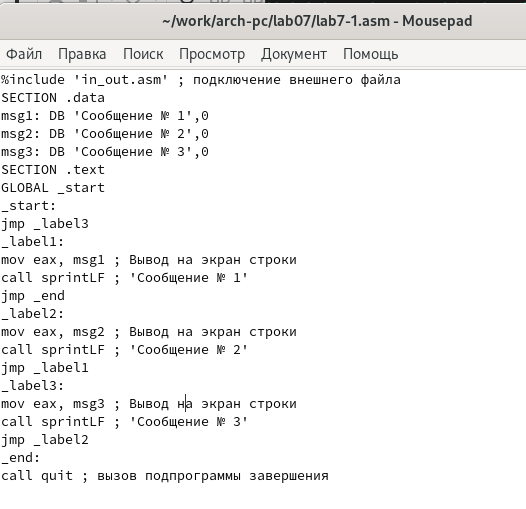 ~/work/arch-pc/lab07/lab7-1.asm - Mousepad
Файл Правка Поиск Просмотр Документ Помощь
%include 'in_out.asm' ; подключение внешнего файла
SECTION .data
msg1: DB 'Сообщение № 1',0
msg2: DB 'Сообщение № 2',0
msg3: DB 'Сообщение № 3',0
SECTION .text
GLOBAL _start
_start:
jmp _label3
_label1:
mov eax, msg1 ; Вывод на экран строки
call sprintLF ; 'Сообщение № 1'
jmp _end
_label2:
mov eax, msg2 ; Вывод на экран строки
call sprintLF ; 'Сообщение № 2'
jmp _label1
_label3:
mov eax, msg3 ; Вывод на экран строки
call sprintLF ; 'Сообщение № 3'
jmp _label2
_end:
call quit ; вызов подпрограммы завершения